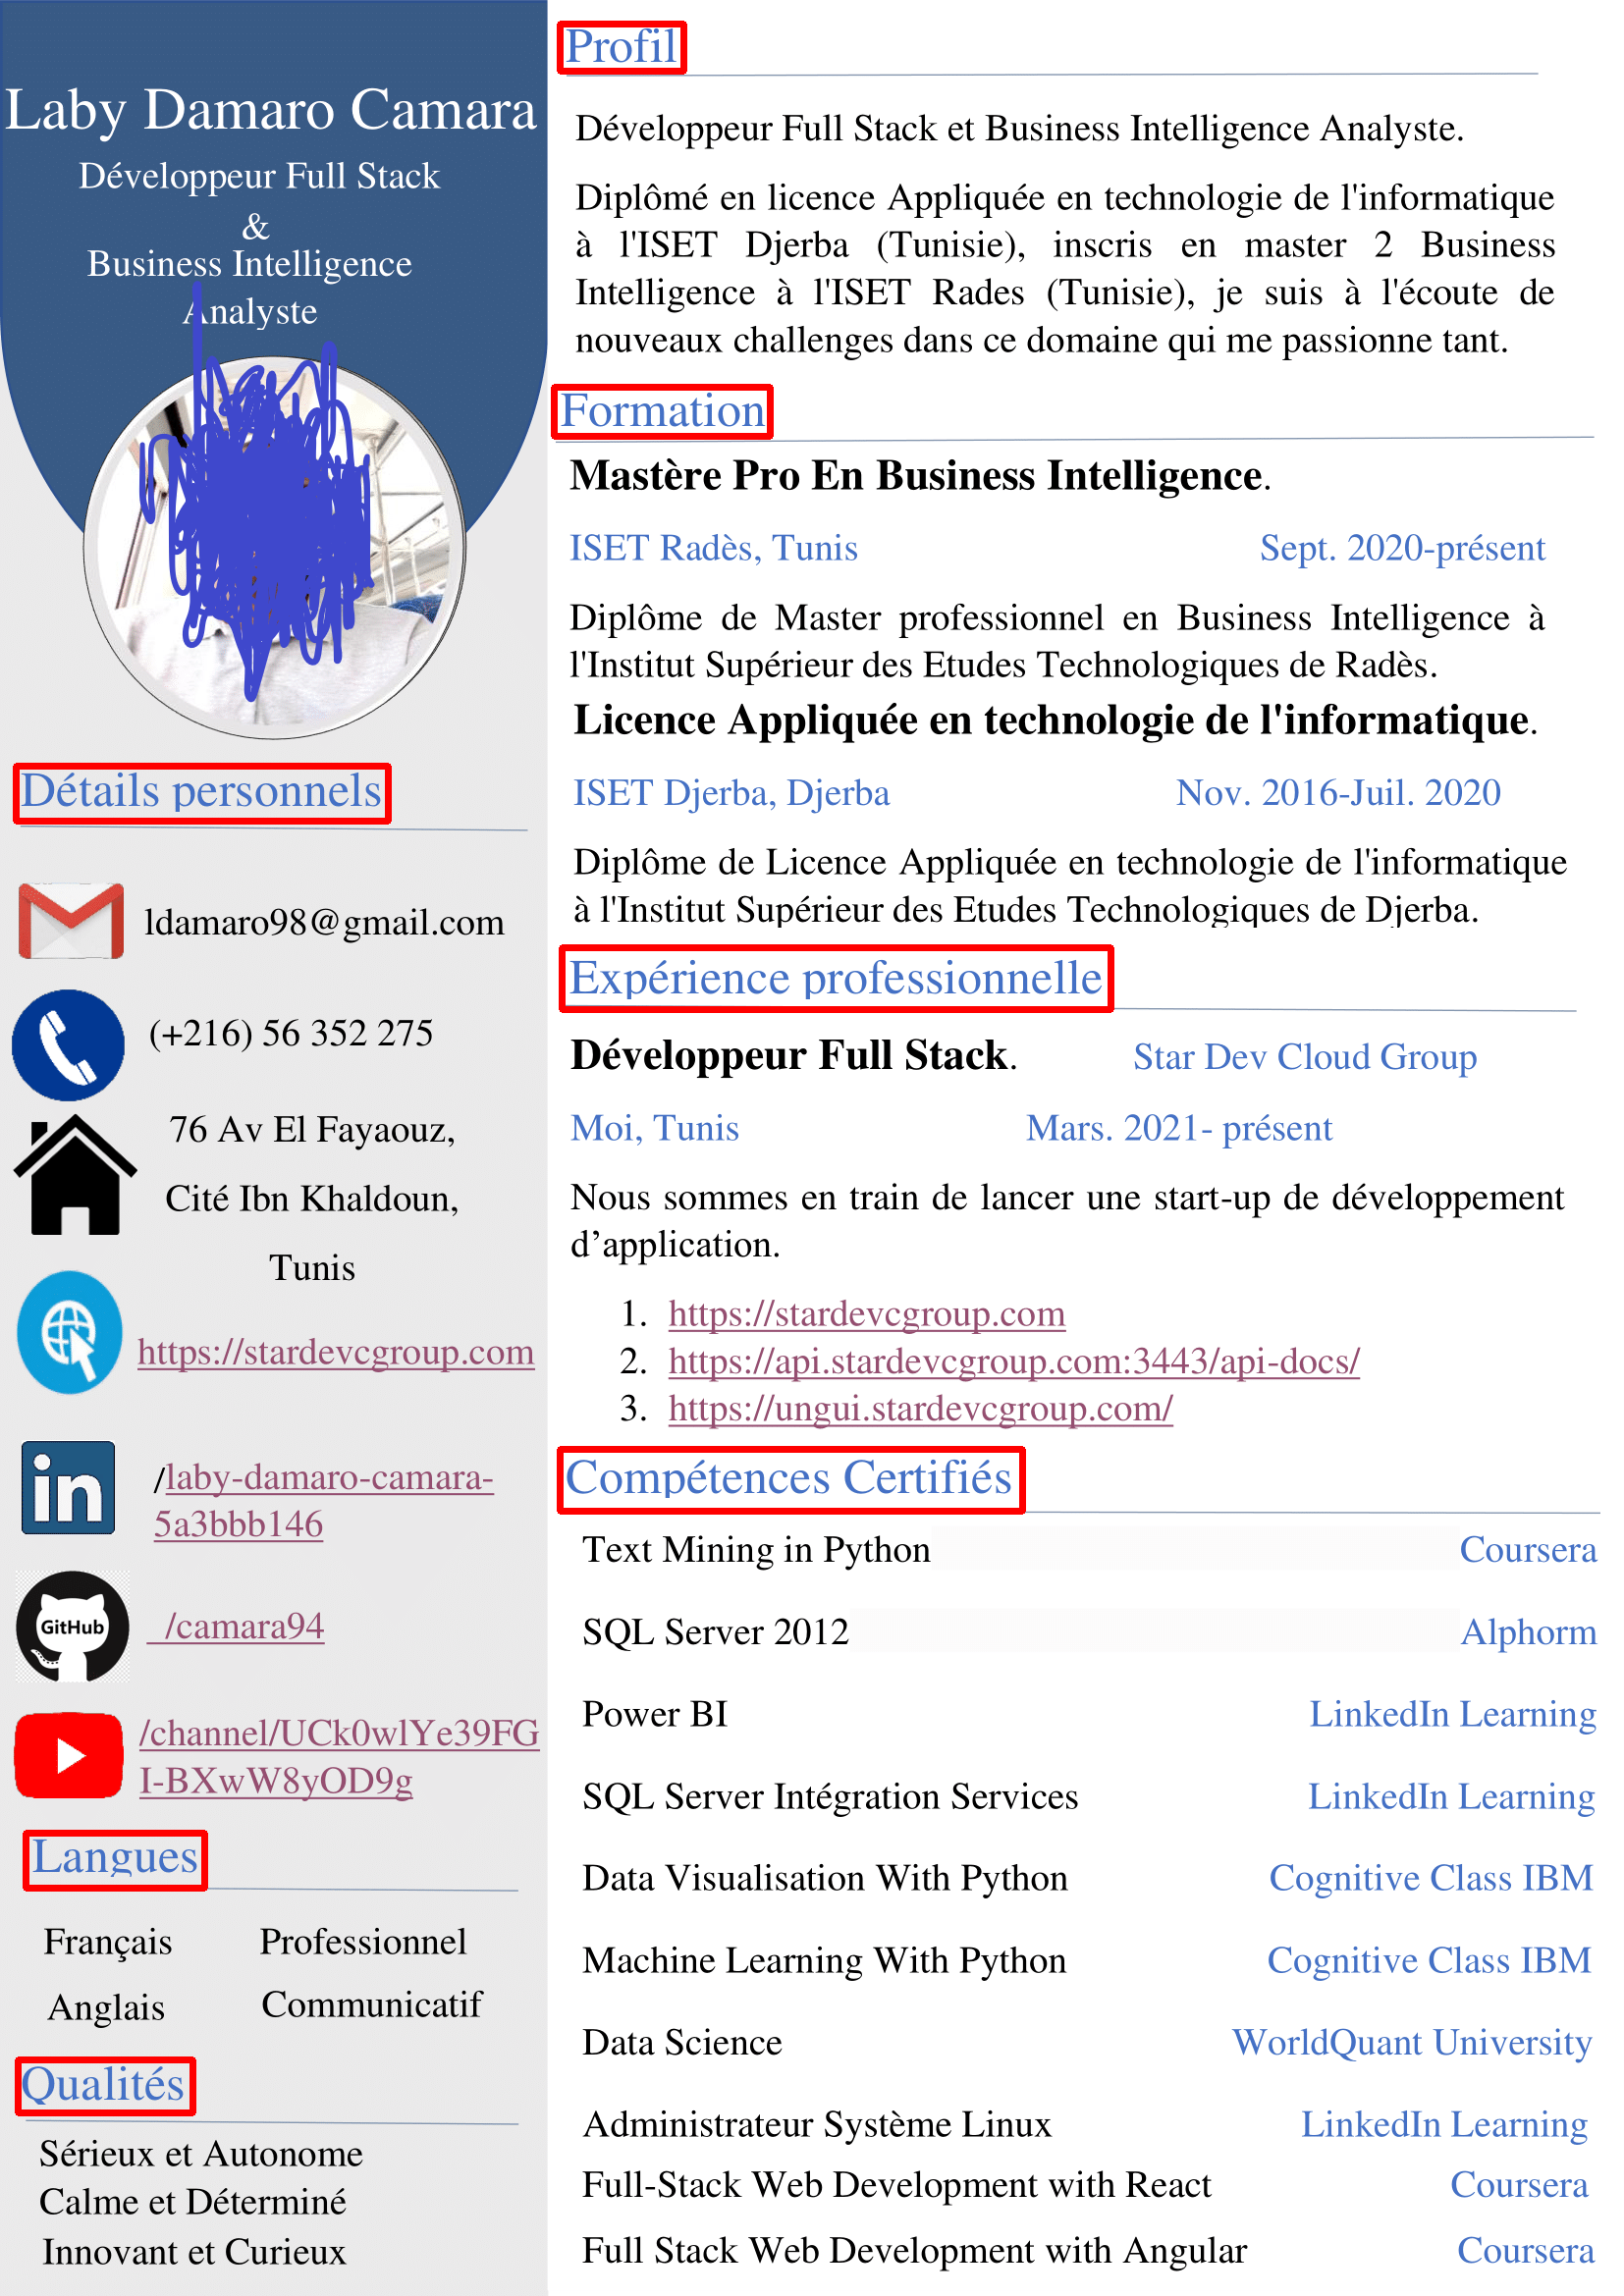 Laby Damaro Camara
Développeur Full Stack
&
Business Intelligence
Analyste
Détails personnels
ldamaro98@gmail.com
(+216) 56 352 275
76 Av El Fayaouz,
Cité Ibn Khaldoun,
Tunis
https://stardevcgroup.com
in
/laby-damaro-camara-
5a3bbb146
GitHub
/camara94
/channel/UCk0wlYe39FG
I-BXwW8yOD9g
Langues
Français Professionnel
Anglais Communicatif
Qualités
Sérieux et Autonome
Calme et Déterminé
Innovant et Curieux
Profil
Développeur Full Stack et Business Intelligence Analyste.
Diplômé en licence Appliquée en technologie de l'informatique
à l'ISET Djerba (Tunisie), inscris en master 2 Business
Intelligence à l'ISET Rades (Tunisie), je suis à l'écoute de
nouveaux challenges dans ce domaine qui me passionne tant.
Formation
Mastère Pro En Business Intelligence.
ISET Radès, Tunis Sept. 2020-présent
Diplôme de Master professionnel en Business Intelligence à
l'Institut Supérieur des Etudes Technologiques de Radès.
Licence Appliquée en technologie de l'informatique.
ISET Djerba, Djerba Nov. 2016-Juil. 2020
Diplôme de Licence Appliquée en technologie de l'informatique
à l'Institut Supérieur des Etudes Technologiques de Djerba.
Expérience professionnelle
Développeur Full Stack. Star Dev Cloud Group
Moi, Tunis Mars. 2021- présent
Nous sommes en train de lancer une start-up de développement
d’application.
1. https://stardevcgroup.com
2. https://api.stardevcgroup.com:3443/api-docs/
3. https://ungui.stardevcgroup.com/
Compétences Certifiés
Text Mining in Python Coursera
SQL Server 2012 Alphorm
Power BI LinkedIn Learning
SQL Server Intégration Services LinkedIn Learning
Data Visualisation With Python Cognitive Class IBM
Machine Learning With Python Cognitive Class IBM
Data Science WorldQuant University
Administrateur Système Linux LinkedIn Learning
Full-Stack Web Development with React Coursera
Full Stack Web Development with Angular Coursera